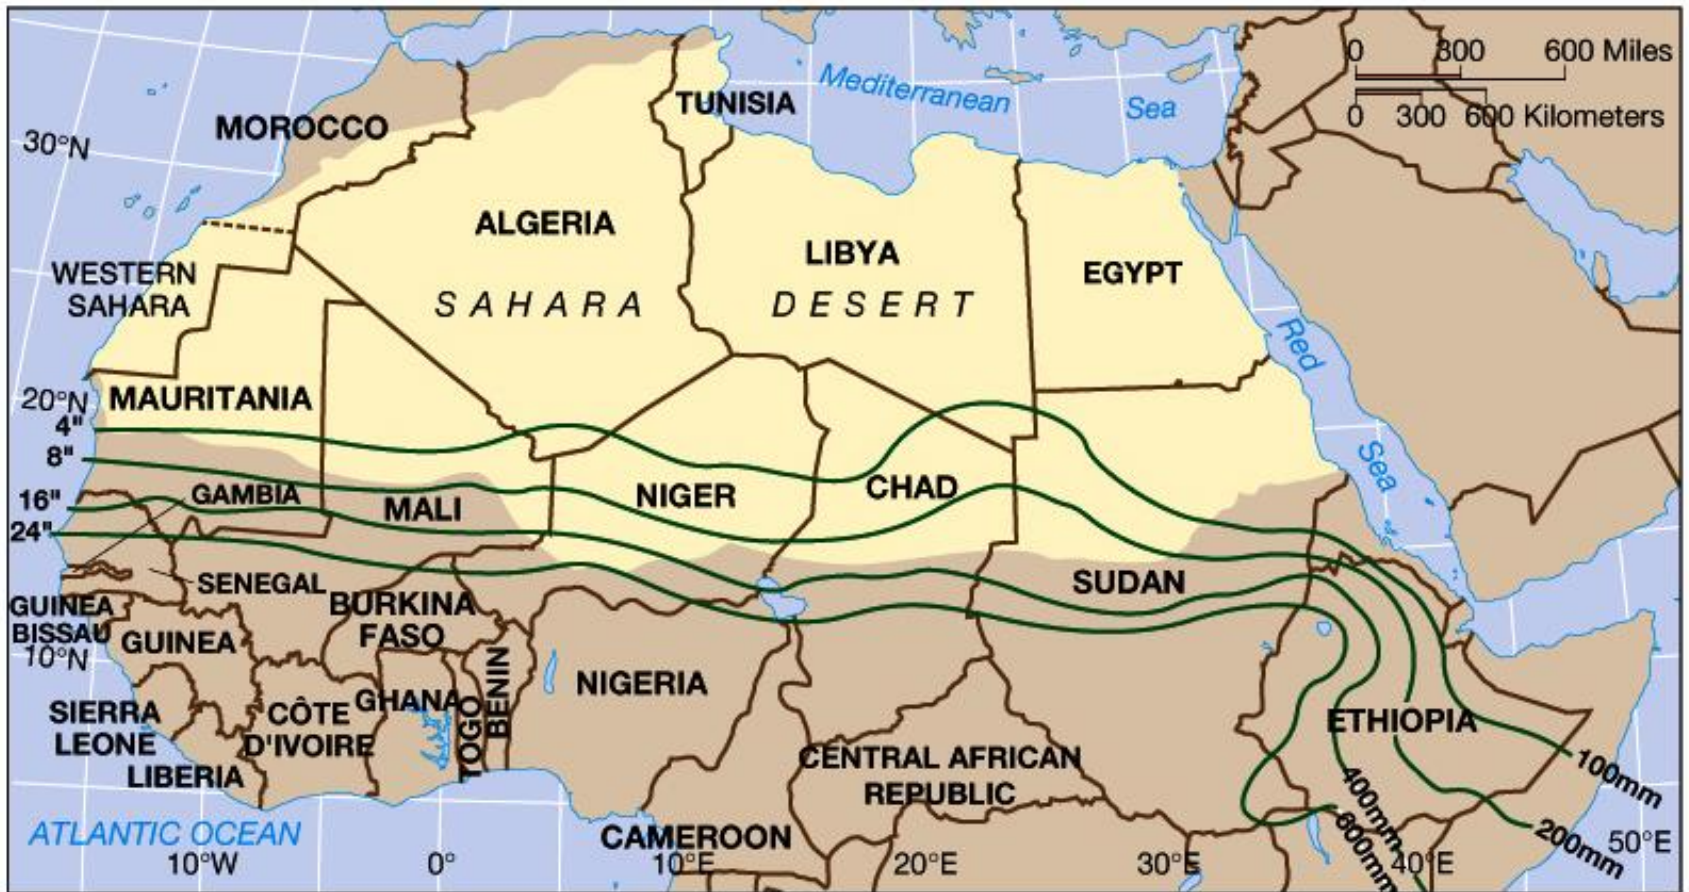 0 300 600 Miles
0 300 600 Kilometers
Mediterranean
Sea
TUNISIA
MOROCCO
30°N
ALGERIA
LIBYA
EGYPT
WESTERN
SAHARA
SAHARA
DESERT
Red
Sea
20°N
MAURITANIA
4"
8"
16"
24"
GAMBIA
MALI
NIGER
CHAD
SENEGAL
SUDAN
GUINEA
BISSAU
BURKINA
FASO
GUINEA
10°N
NIGERIA
BENIN
TOGO
GHANA
CÔTE
D'IVOIRE
SIERRA
LEONE
LIBERIA
ETHIOPIA
CENTRAL AFRICAN
REPUBLIC
CAMEROON
100mm
200mm
400mm
600mm
ATLANTIC OCEAN
10°W
0°
10°E
20°E
30°E
40°E
50°E